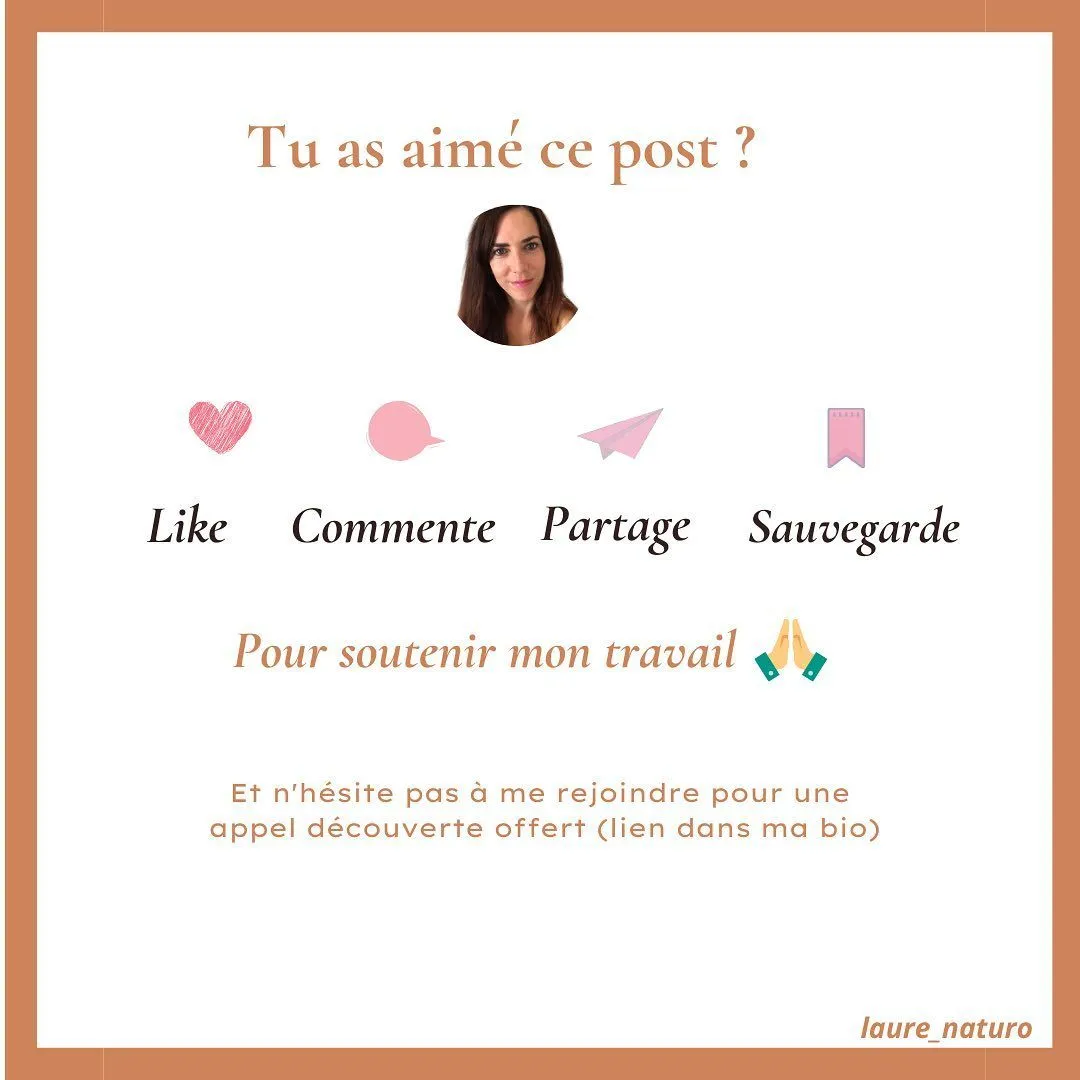 Tu as aimé ce post ?
Like Commente Partage Sauvegarde
Pour soutenir mon travail
Et n'hésite pas à me rejoindre pour une
appel découverte offert (lien dans ma bio)
laure_naturo